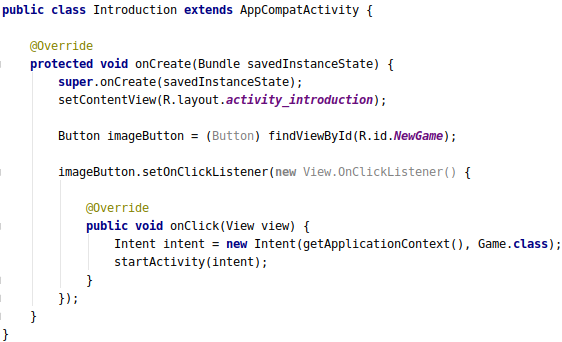 public class Introduction extends AppCompatActivity {
@Override
protected void onCreate(Bundle savedInstanceState) {
super.onCreate(savedInstanceState);
setContentView(R.layout.activity_introduction);
Button imageButton = (Button) findViewById(R.id.NewGame);
imageButton.setOnClickListener(new View.OnClickListener() {
@Override
public void onClick(View view) {
Intent intent = new Intent(getApplicationContext(), Game.class);
startActivity(intent);
}
});
}
}